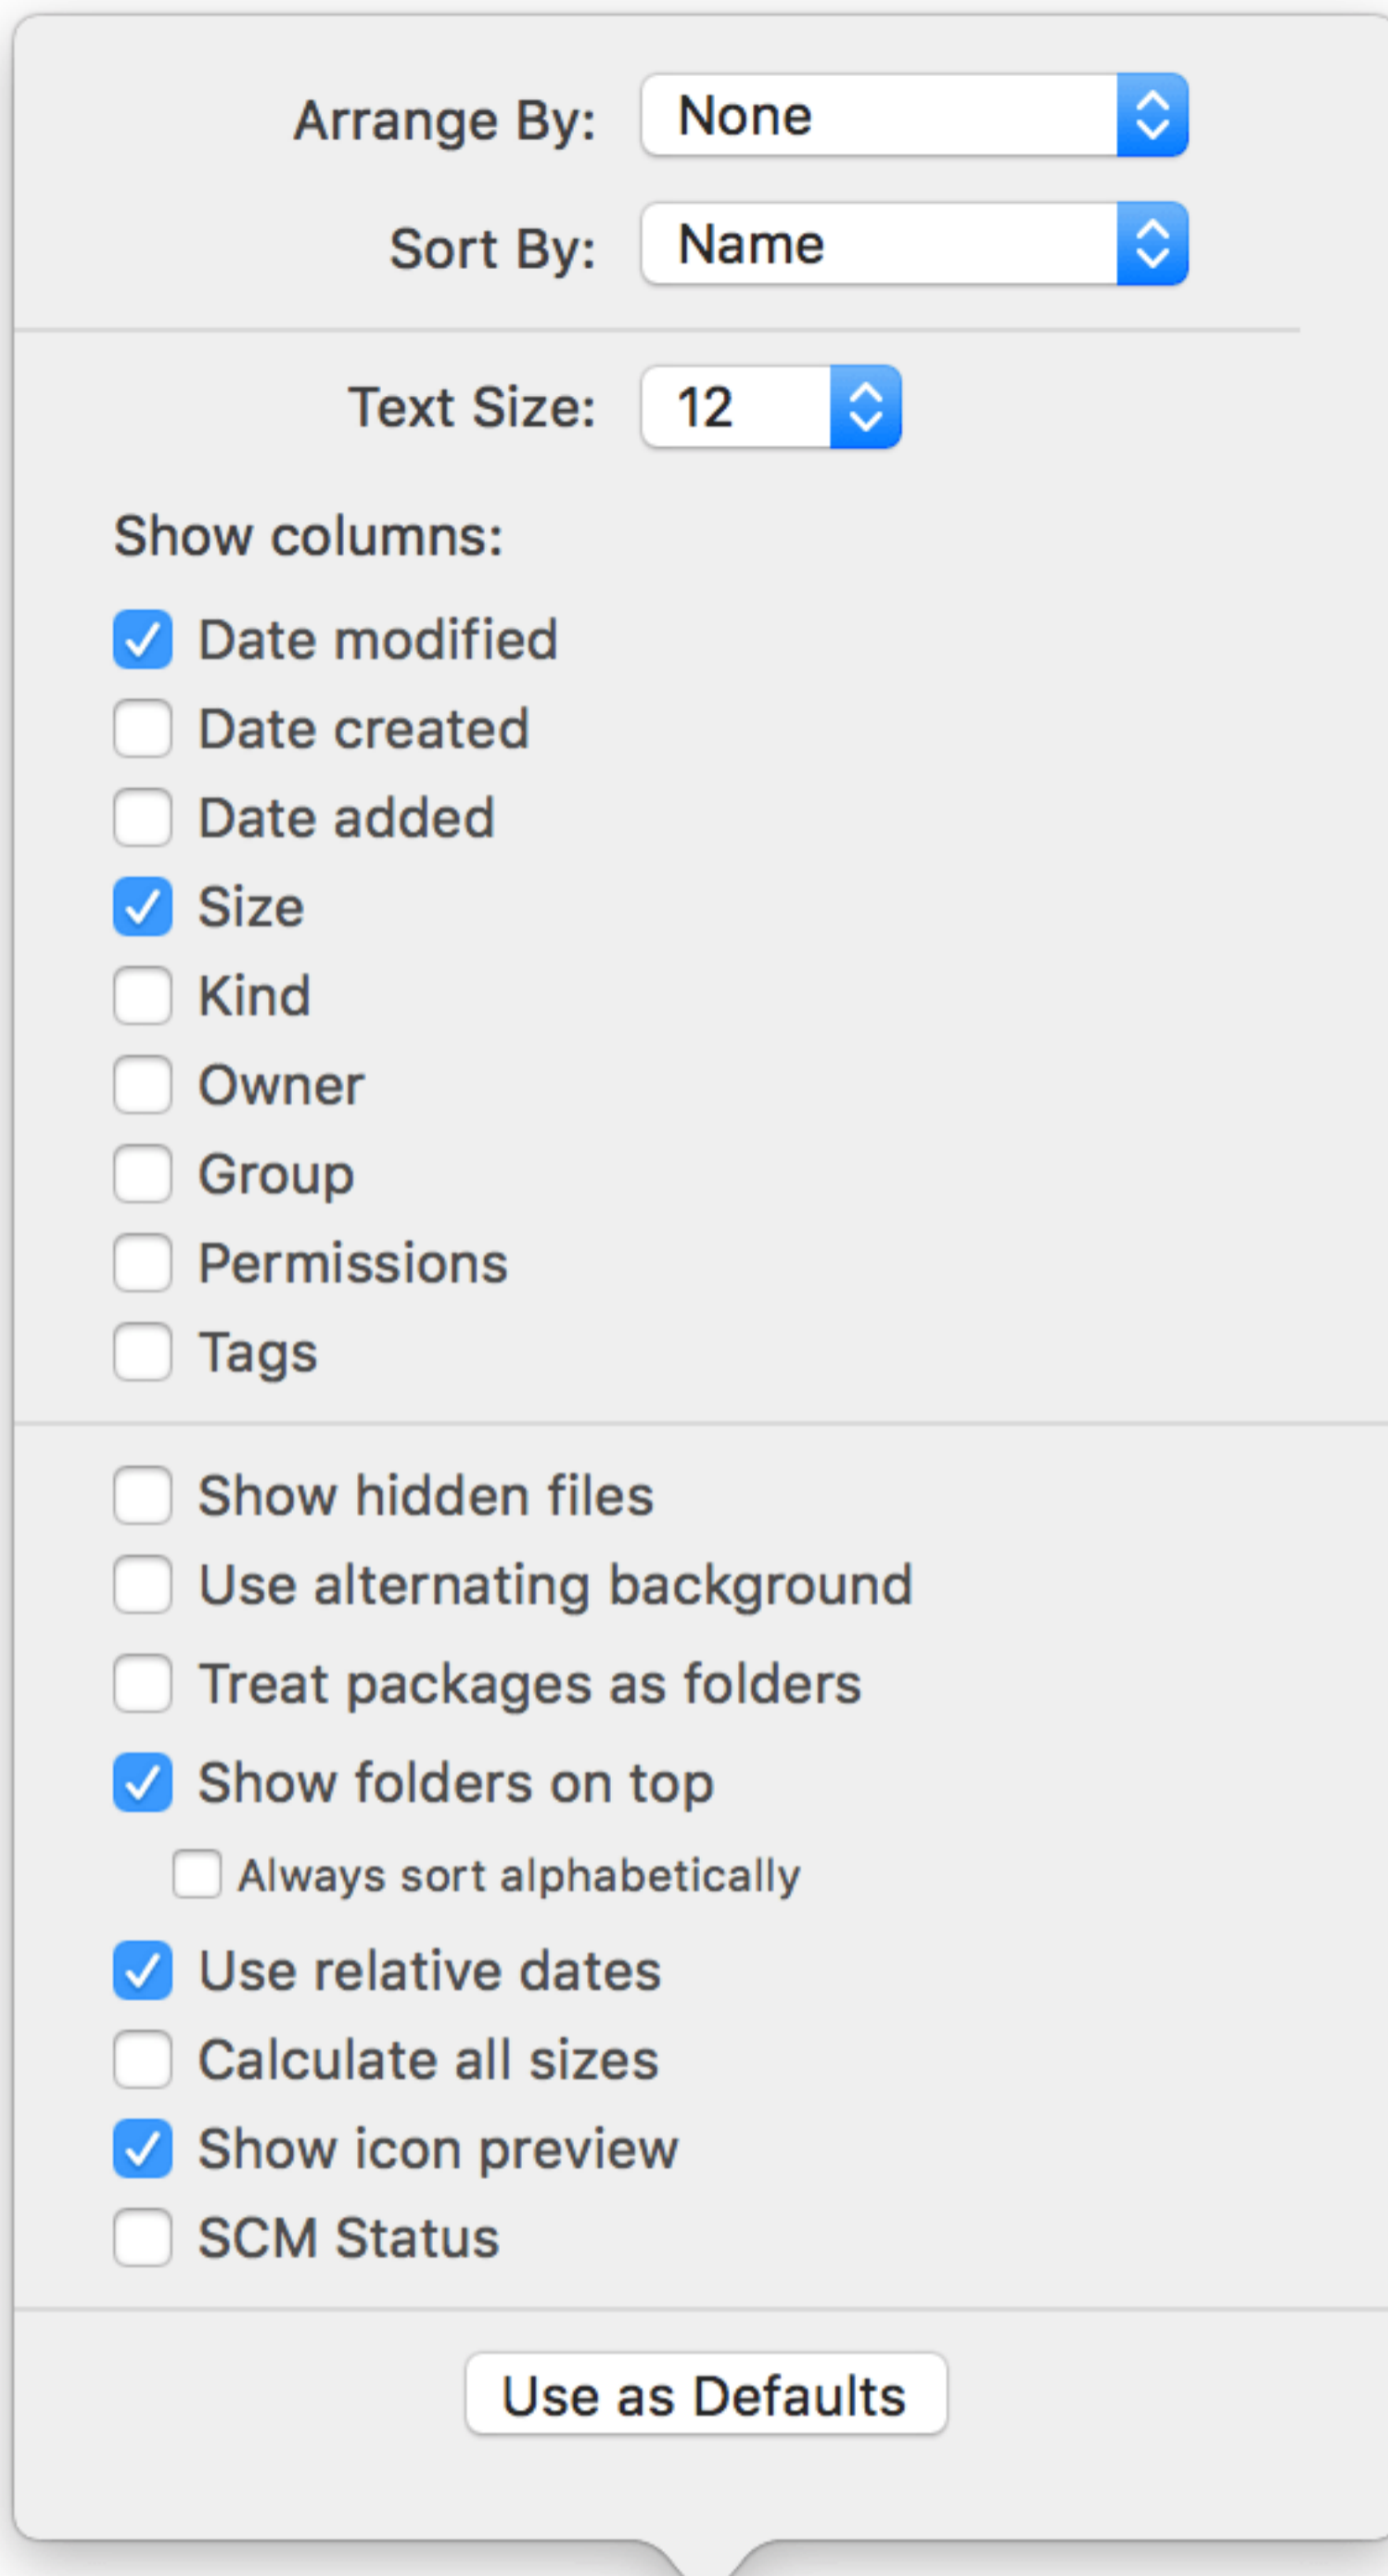 Arrange By: None
Sort By: Name
Text Size: 12
Show columns:
Date modified
Date created
Date added
Size
Kind
Owner
Group
Permissions
Tags
Show hidden files
Use alternating background
Treat packages as folders
Show folders on top
Always sort alphabetically
Use relative dates
Calculate all sizes
Show icon preview
SCM Status
Use as Defaults